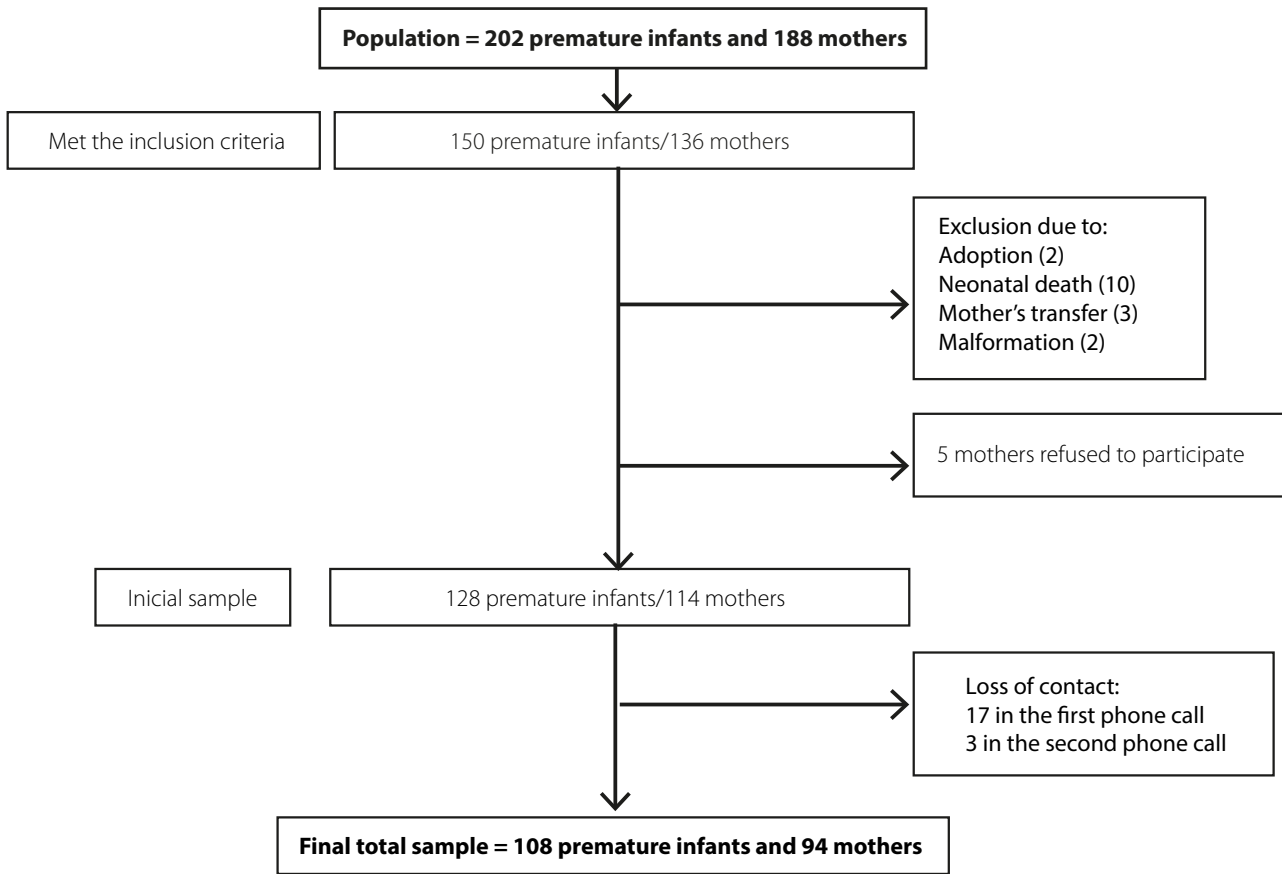 Population = 202 premature infants and 188 mothers
Met the inclusion criteria
150 premature infants/136 mothers
Exclusion due to:
Adoption (2)
Neonatal death (10)
Mother’s transfer (3)
Malformation (2)
5 mothers refused to participate
Inicial sample
128 premature infants/114 mothers
Loss of contact:
17 in the first phone call
3 in the second phone call
Final total sample = 108 premature infants and 94 mothers